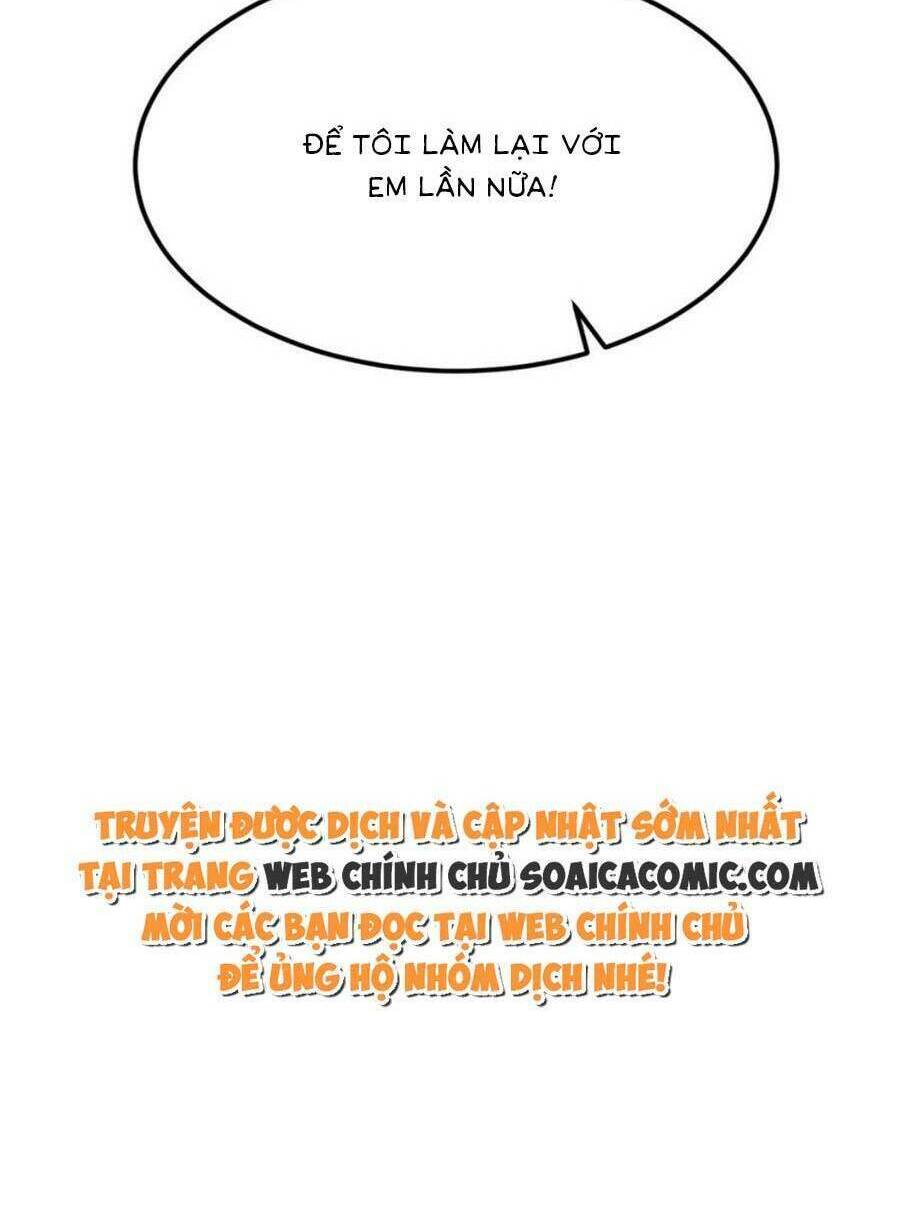 ĐỂ TÔI LÀM LẠI VỚI
EM LẦN NỮA!
TRUYỆN ĐƯỢC DỊCH VÀ CẬP NHẬT SỚM NHẤT
TẠI TRANG WEB CHÍNH CHỦ SOAICACOMIC.COM
MỜI CÁC BẠN ĐỌC TẠI WEB CHÍNH CHỦ
ĐỂ ỦNG HỘ NHÓM DỊCH NHÉ!